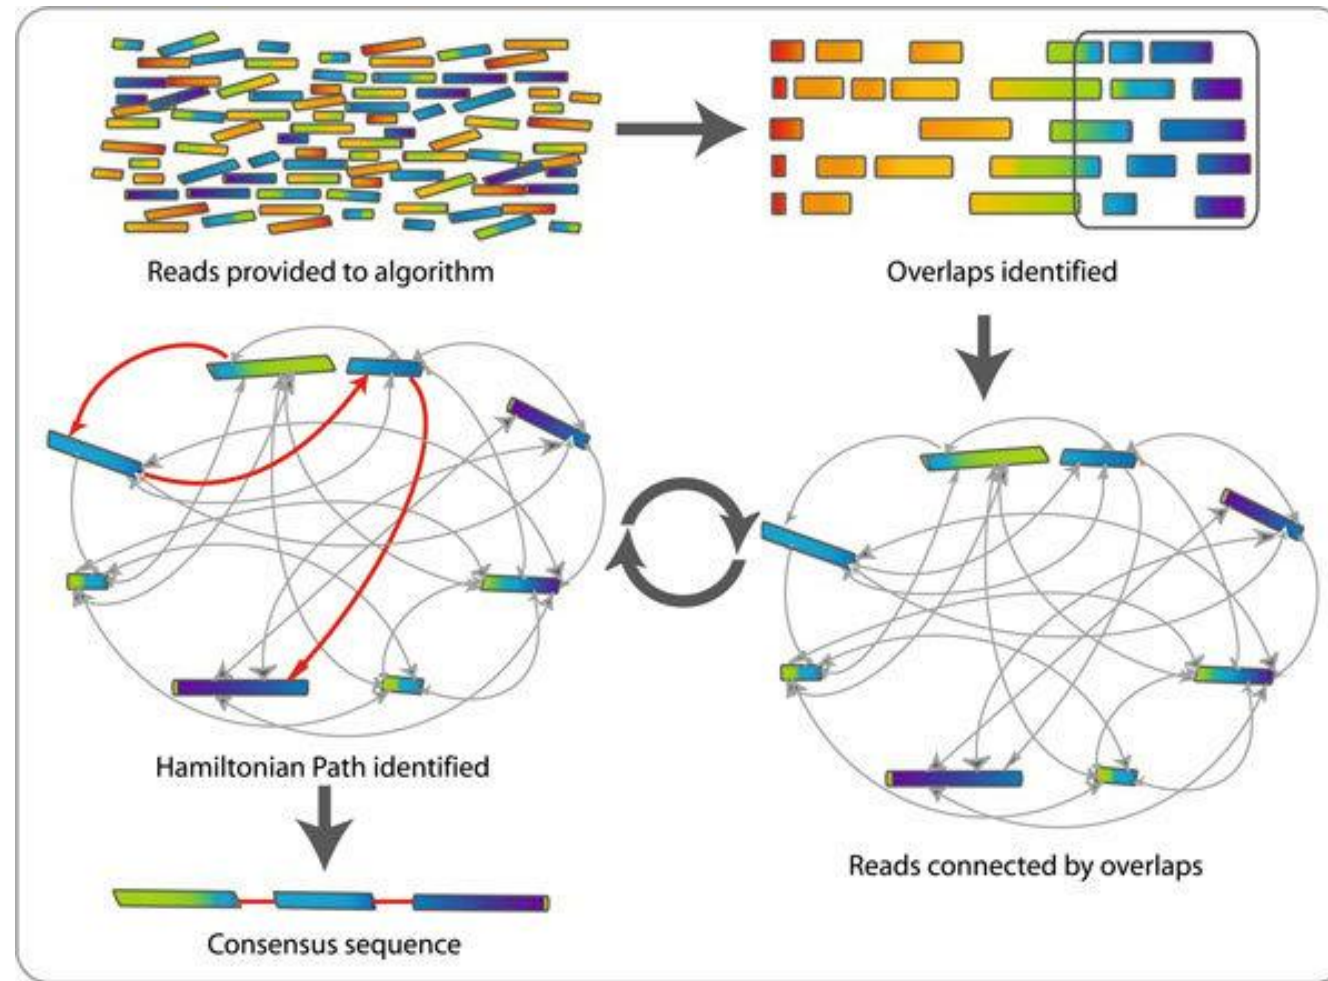 Reads provided to algorithm
Overlaps identified
Hamiltonian Path identified
Reads connected by overlaps
Consensus sequence